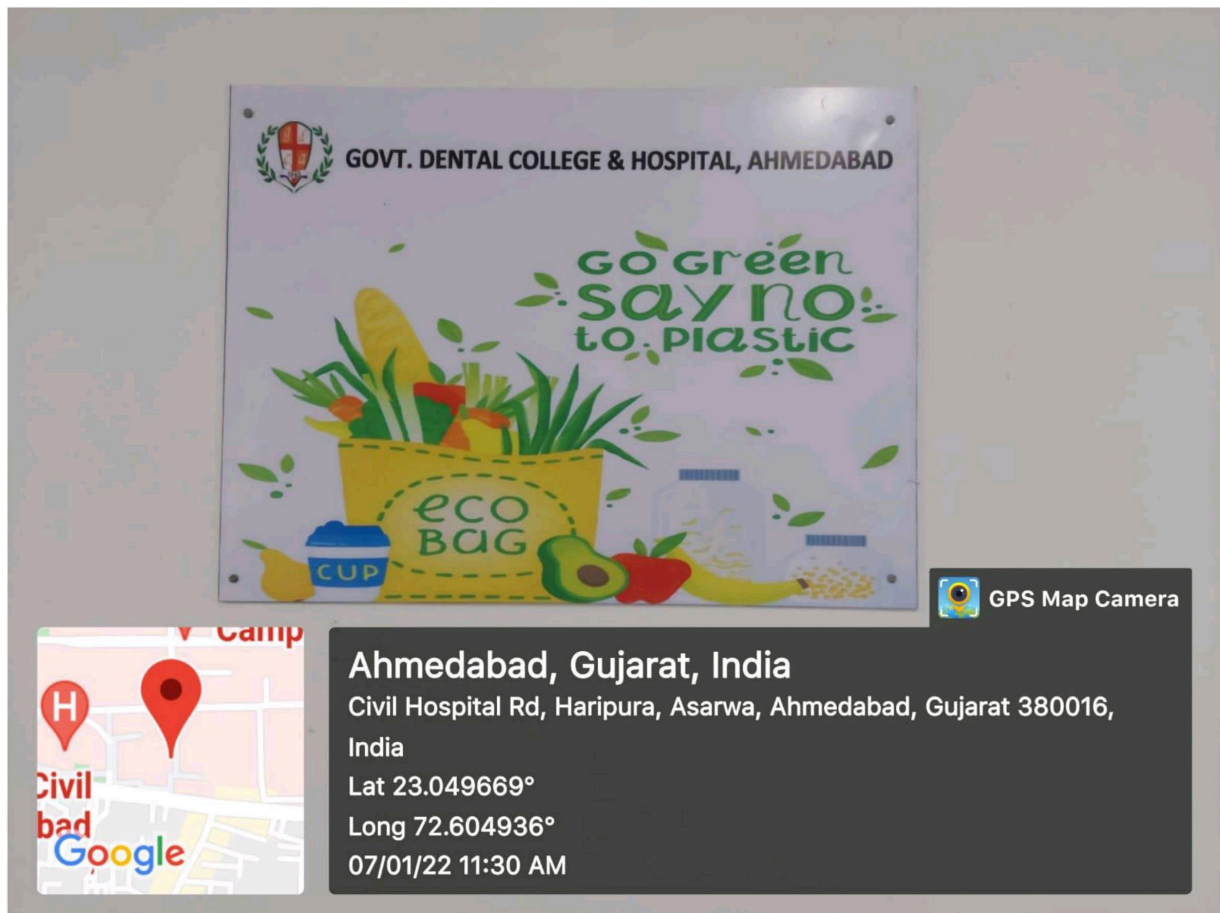 GOVT. DENTAL COLLEGE & HOSPITAL, AHMEDABAD
GO Green
say no
to plastic
eco
BAG
CUP
GPS Map Camera
Camp
H
Civil
bad
Google
Ahmedabad, Gujarat, India
Civil Hospital Rd, Haripura, Asarwa, Ahmedabad, Gujarat 380016,
India
Lat 23.049669°
Long 72.604936°
07/01/22 11:30 AM